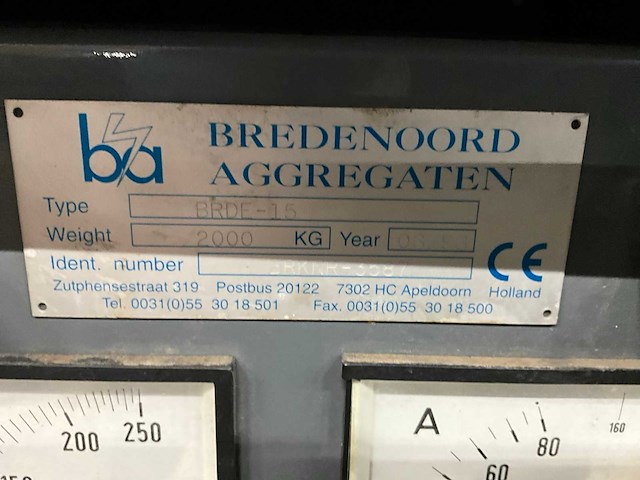 ba BREDENOORD
AGGREGATEN
Type BRDE-15
Weight 2000 KG Year
Ident. number
CE
Zutphensestraat 319 Postbus 20122 7302 HC Apeldoorn Holland
Tel. 0031(0)55 30 18 501 Fax. 0031(0)55 30 18 500
200 250
150
A
60 80 160